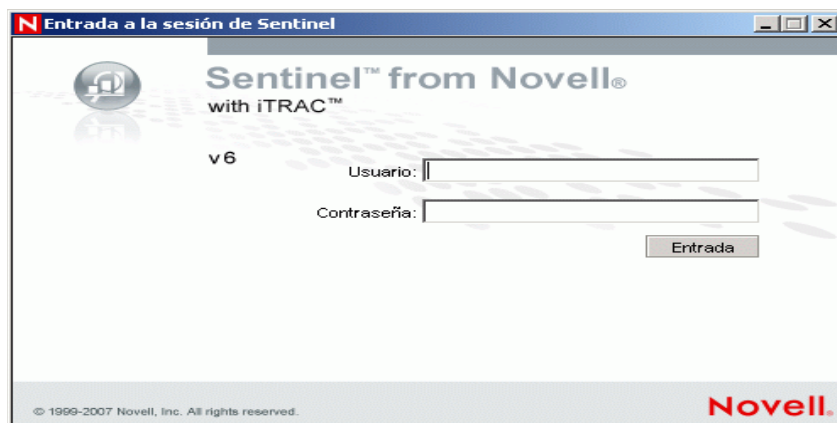 N Entrada a la sesión de Sentinel
Sentinel™ from Novell®
with iTRAC™
v6
Usuario:
Contraseña:
Entrada
© 1999-2007 Novell, Inc. All rights reserved.
Novell®